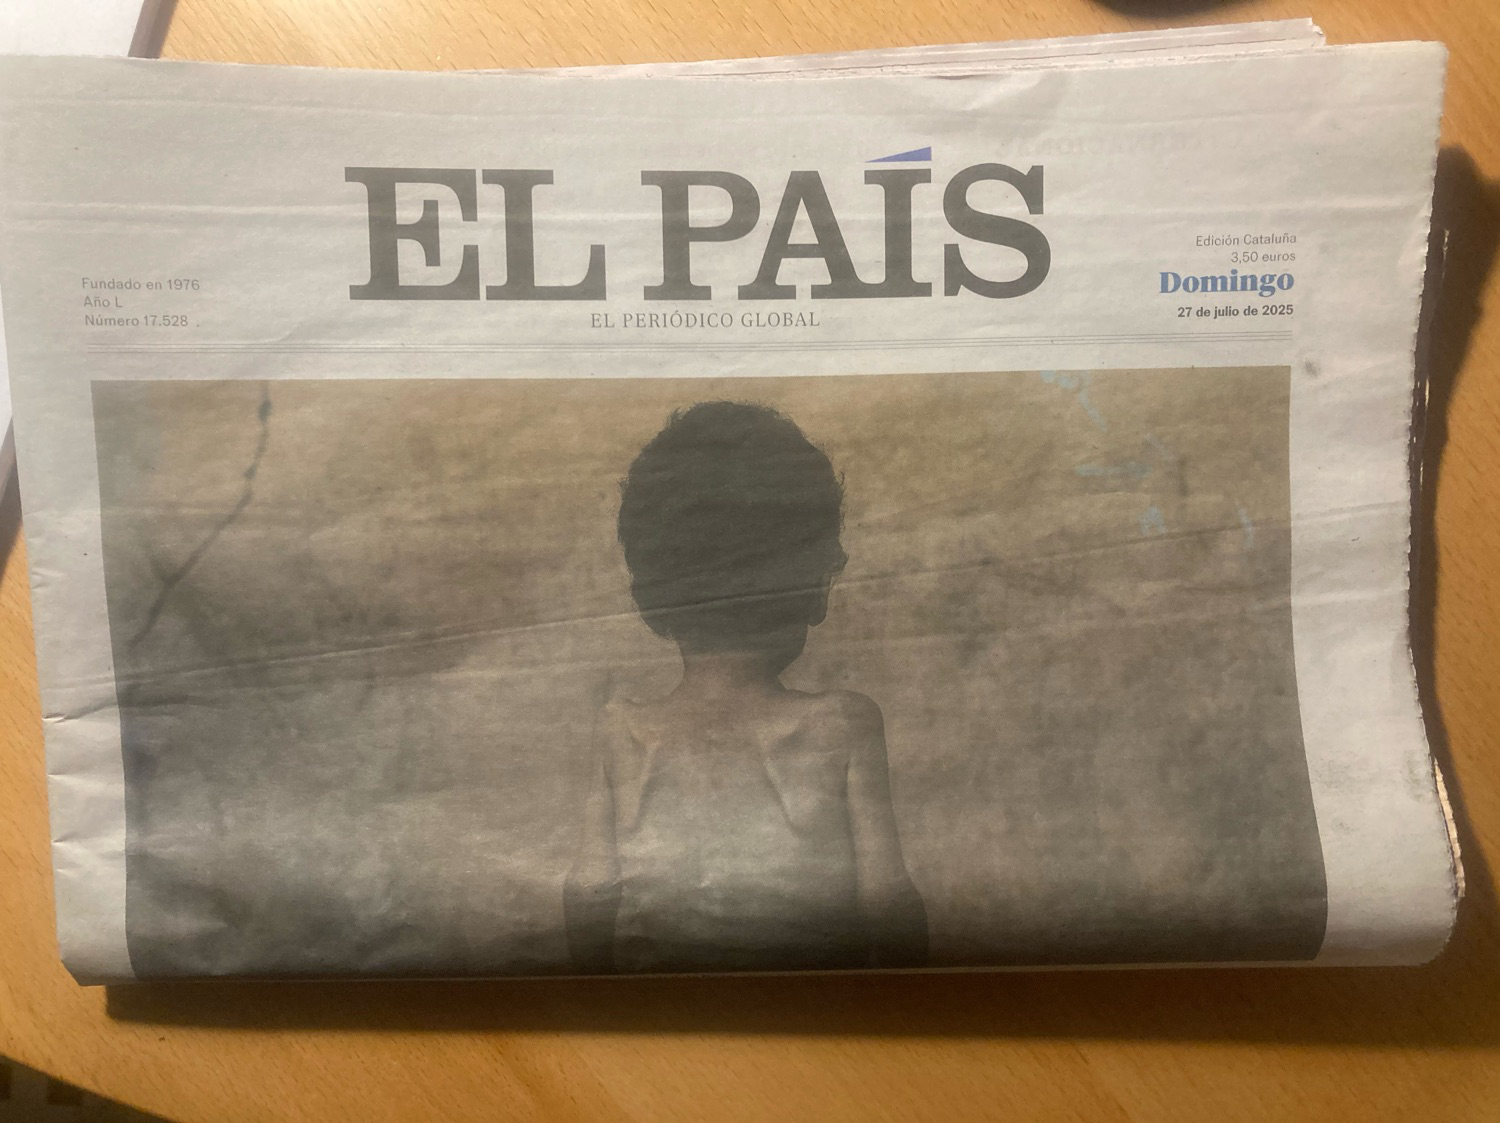 EL PAÍS
EL PERIÓDICO GLOBAL
Fundado en 1976
Año L
Número 17.528
Edición Cataluña
3,50 euros
Domingo
27 de julio de 2025